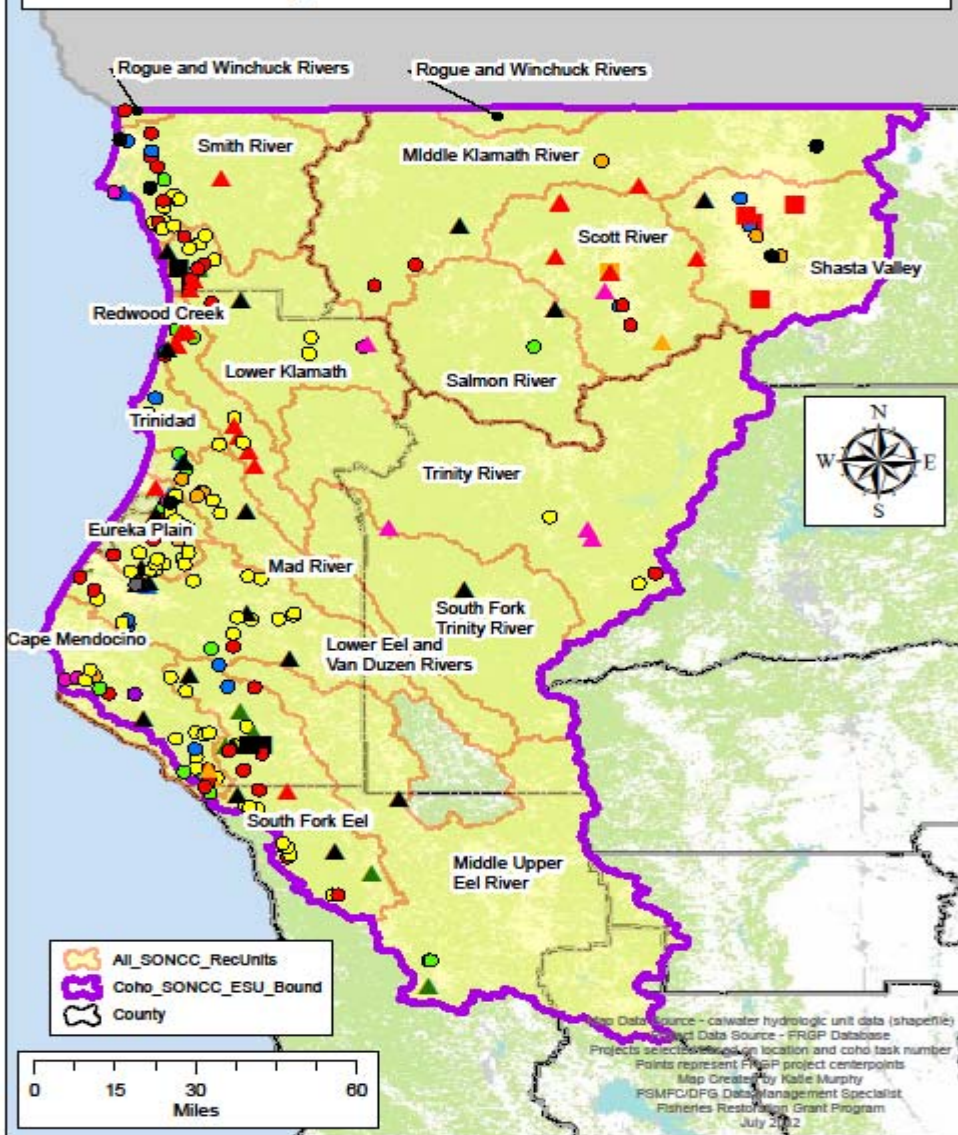 Rogue and Winchuck Rivers
Rogue and Winchuck Rivers
Smith River
MIddle Klamath River
Scott River
Shasta Valley
Redwood Creek
Lower Klamath
Salmon River
Trinidad
Trinity River
N
W E
S
Eureka Plain
Mad River
South Fork
Trinity River
Cape Mendocino
Lower Eel and
Van Duzen Rivers
South Fork Eel
Middle Upper
Eel River
All_SONCC_RecUnits
Coho_SONCC_ESU_Bound
County
0 15 30 60
Miles
Map Data Source - calwater hydrologic unit data (shapefile)
Project Data Source - FRGP Database
Projects selected based on location and coho task number
Points represent FRGP project centerpoints
Map Created by Katie Murphy
PSMFC/DFG Data Management Specialist
Fisheries Restoration Grant Program
July 2012